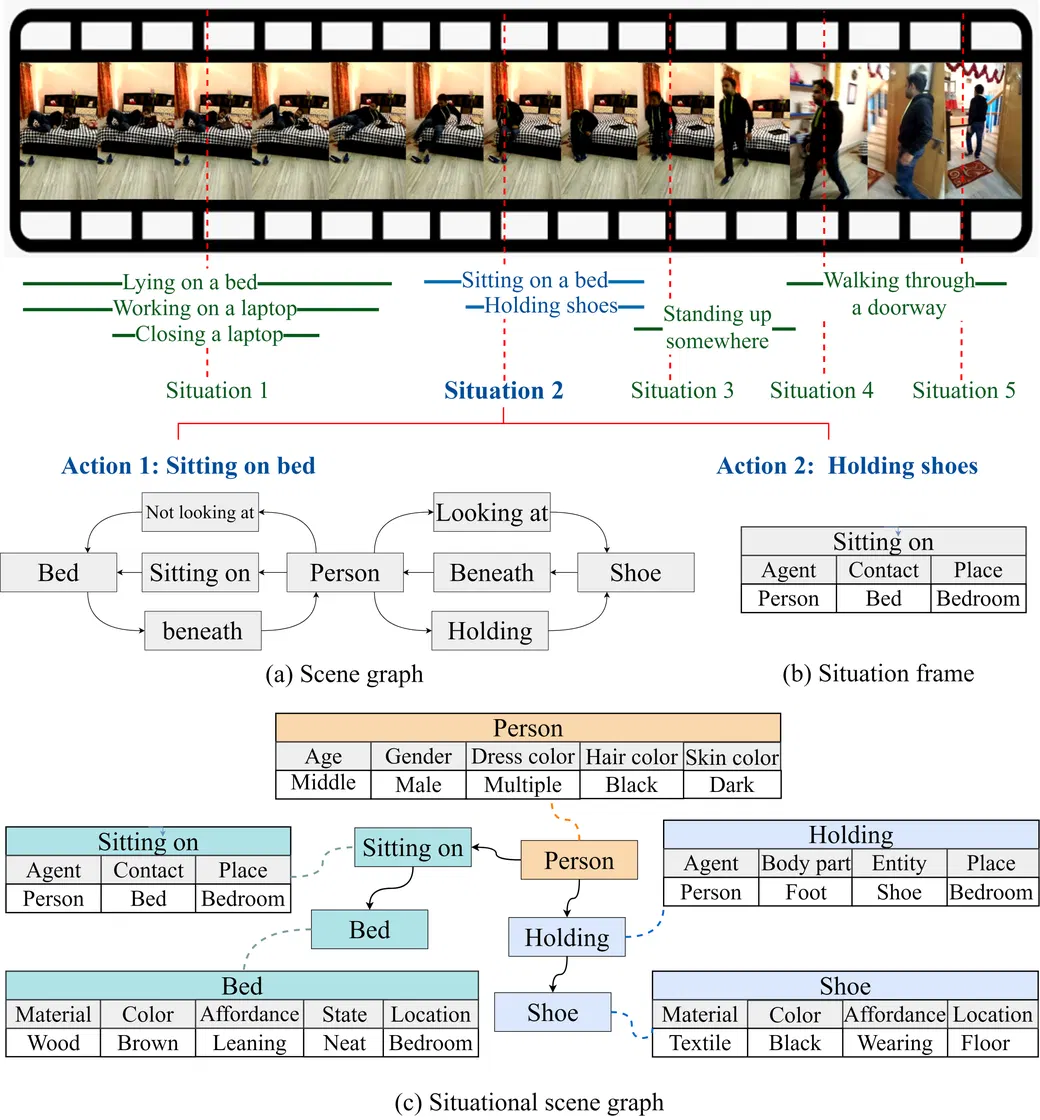 Lying on a bed
Working on a laptop
Closing a laptop
Sitting on a bed
Holding shoes
Standing up
somewhere
Walking through
a doorway
Situation 1
Situation 2
Situation 3
Situation 4
Situation 5
Action 1: Sitting on bed
Action 2: Holding shoes
Not looking at
Looking at
Bed
Sitting on
Person
Beneath
Shoe
beneath
Holding
(a) Scene graph
Sitting on
Agent Contact Place
Person Bed Bedroom
(b) Situation frame
Person
Age Gender Dress color Hair color Skin color
Middle Male Multiple Black Dark
Sitting on
Agent Contact Place
Person Bed Bedroom
Sitting on
Person
Bed
Holding
Shoe
Holding
Agent Body part Entity Place
Person Foot Shoe Bedroom
Bed
Material Color Affordance State Location
Wood Brown Leaning Neat Bedroom
Shoe
Material Color Affordance Location
Textile Black Wearing Floor
(c) Situational scene graph